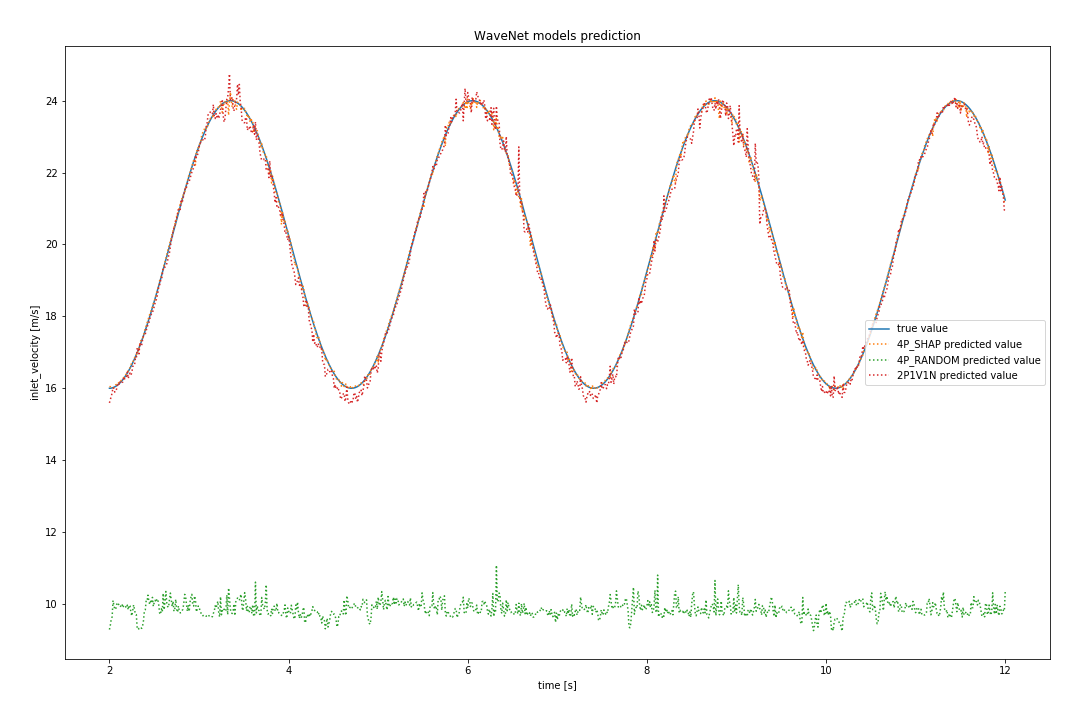 WaveNet models prediction
inlet_velocity [m/s]
24
22
20
18
16
14
12
10
true value
4P_SHAP predicted value
4P_RANDOM predicted value
2P1V1N predicted value
2
4
6
8
10
12
time [s]